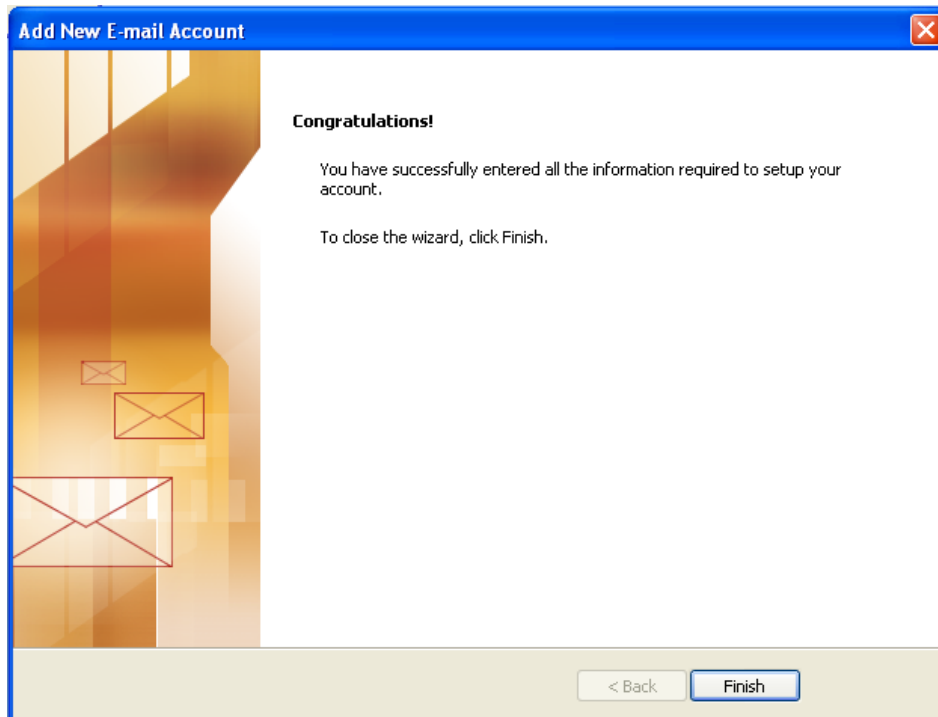 Add New E-mail Account
Congratulations!
You have successfully entered all the information required to setup your
account.
To close the wizard, click Finish.
< Back
Finish